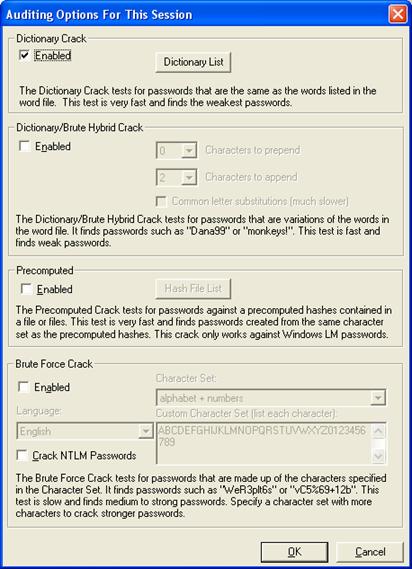 Auditing Options For This Session
Dictionary Crack
Enabled
Dictionary List
The Dictionary Crack tests for passwords that are the same as the words listed in the
word file. This test is very fast and finds the weakest passwords.
Dictionary/Brute Hybrid Crack
Enabled
0
Characters to prepend
2
Characters to append
Common letter substitutions (much slower)
The Dictionary/Brute Hybrid Crack tests for passwords that are variations of the words in
the word file. It finds passwords such as "Dana99" or "monkeys!". This test is fast and
finds weak passwords.
Precomputed
Enabled
Hash File List
The Precomputed Crack tests for passwords against a precomputed hashes contained in
a file or files. This test is very fast and finds passwords created from the same character
set as the precomputed hashes. This crack only works against Windows LM passwords.
Brute Force Crack
Enabled
Character Set:
alphabet + numbers
Language:
English
Custom Character Set (list each character):
ABCDEFGHIJKLMNOPQRSTUVWXYZ0123456
789
Crack NTLM Passwords
The Brute Force Crack tests for passwords that are made up of the characters specified
in the Character Set. It finds passwords such as "WeR3plt6s" or "vC5%69+12b". This test
is slow and finds medium to strong passwords. Specify a character set with more
characters to crack stronger passwords.
OK
Cancel